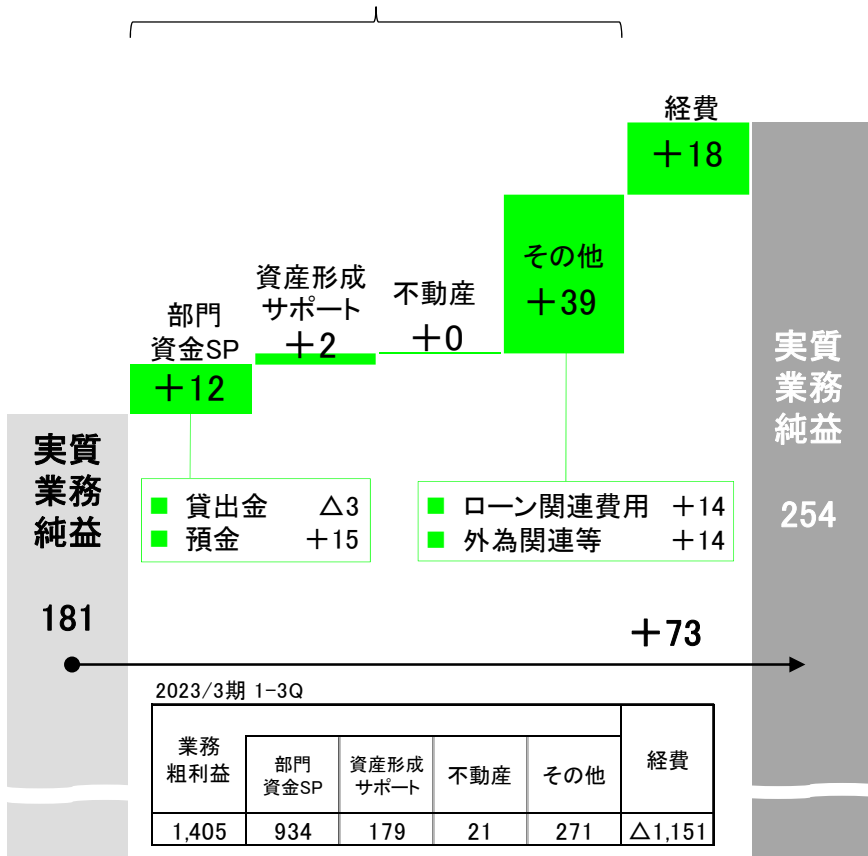 経費
＋18
その他
＋39
不動産
＋0
資産形成
サポート
＋2
部門
資金SP
＋12
実質
業務
純益
181
実質
業務
純益
254
■ 貸出金 △3
■ 預金 ＋15
■ ローン関連費用 ＋14
■ 外為関連等 ＋14
＋73
2023/3期 1-3Q
業務
粗利益
部門
資金SP
資産形成
サポート
不動産
その他
経費
1,405 934 179 21 271 △1,151